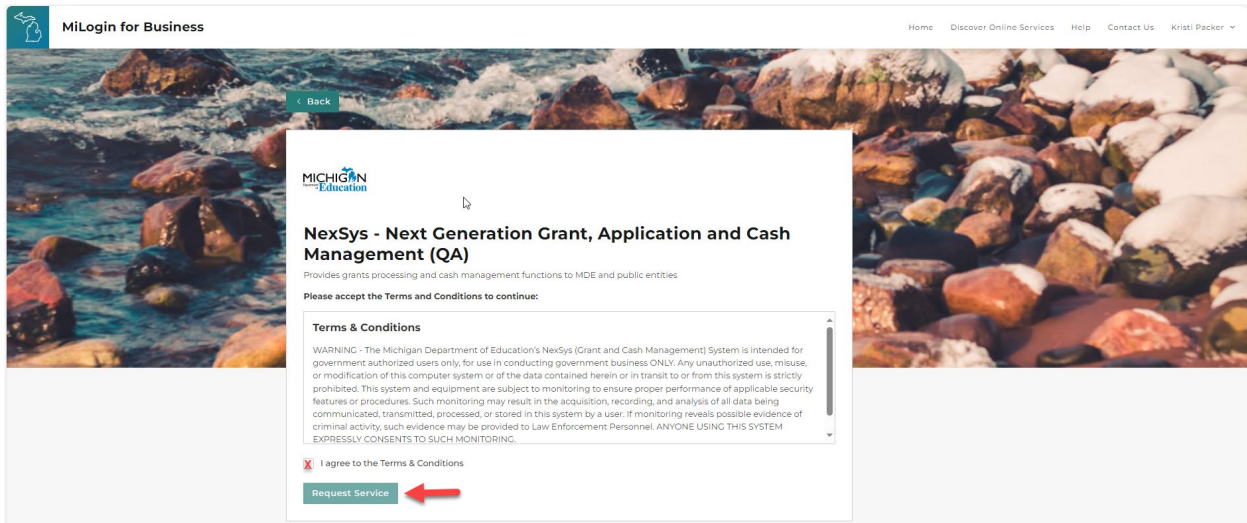 MiLogin for Business
Home Discover Online Services Help Contact Us Kristi Packer
< Back
MICHIGAN
Department of Education
NexSys - Next Generation Grant, Application and Cash
Management (QA)
Provides grants processing and cash management functions to MDE and public entities
Please accept the Terms and Conditions to continue:
Terms & Conditions
WARNING - The Michigan Department of Education's NexSys (Grant and Cash Management) System is intended for
government authorized users only, for use in conducting government business ONLY. Any unauthorized use, misuse,
or modification of this computer system or of the data contained herein or in transit to or from this system is strictly
prohibited. This system and equipment are subject to monitoring to ensure proper performance of applicable security
features or procedures. Such monitoring may result in the acquisition, recording, and analysis of all data being
communicated, transmitted, processed, or stored in this system by a user. If monitoring reveals possible evidence of
criminal activity, such evidence may be provided to Law Enforcement Personnel. ANYONE USING THIS SYSTEM
EXPRESSLY CONSENTS TO SUCH MONITORING.
X I agree to the Terms & Conditions
Request Service